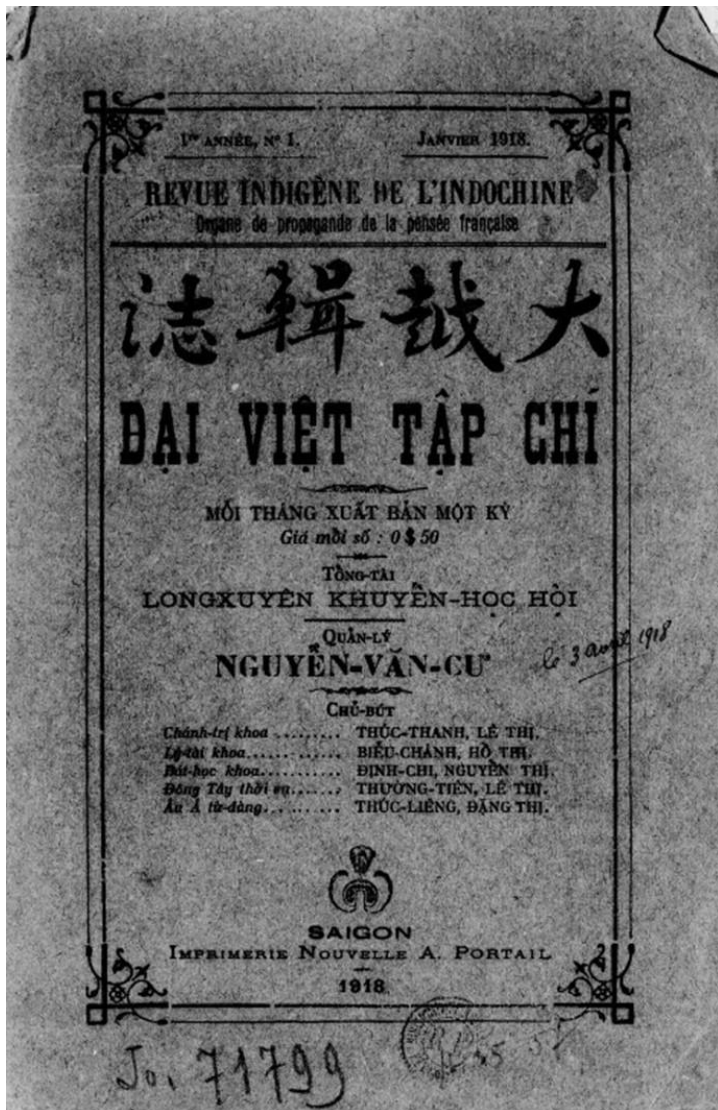 1re ANNÉE, No 1. JANVIER 1918.
REVUE INDIGÈNE DE L'INDOCHINE
Organe de propagande de la pensée française
大越輯誌
ĐẠI VIỆT TẬP CHÍ
MỖI THÁNG XUẤT BẢN MỘT KỲ
Giá mỗi số : 0 $ 50
TỔNG-TÀI
LONGXUYÊN KHUYẾN-HỌC HỘI
QUẢN-LÝ
NGUYỄN-VĂN-CƯ
le 3 avril 1918
CHỦ-BÚT
Chánh-trị khoa ......... THÚC-THANH, LÊ THỊ.
Lý-tài khoa............. BIỂU-CHÁNH, HỒ THỊ.
Bát-học khoa........... ĐỊNH-CHI, NGUYỄN THỊ.
Đông Tây thời sự....... THƯỜNG-TIÊN, LÊ THỊ.
Âu Á từ-đàng........... THÚC-LIÊNG, ĐẶNG THỊ.
SAIGON
IMPRIMERIE NOUVELLE A. PORTAIL
1918
Jo. 71799